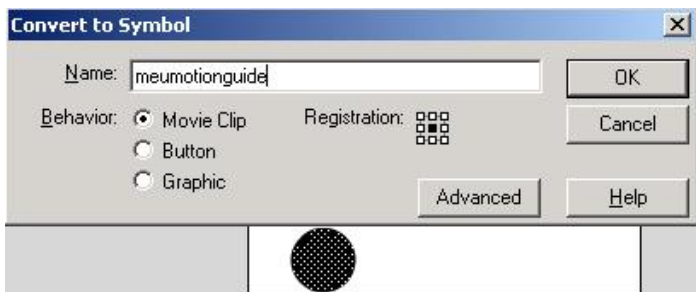 Convert to Symbol
Name: meumotionguide OK
Behavior: Movie Clip Registration: Cancel
Button
Graphic
Advanced Help